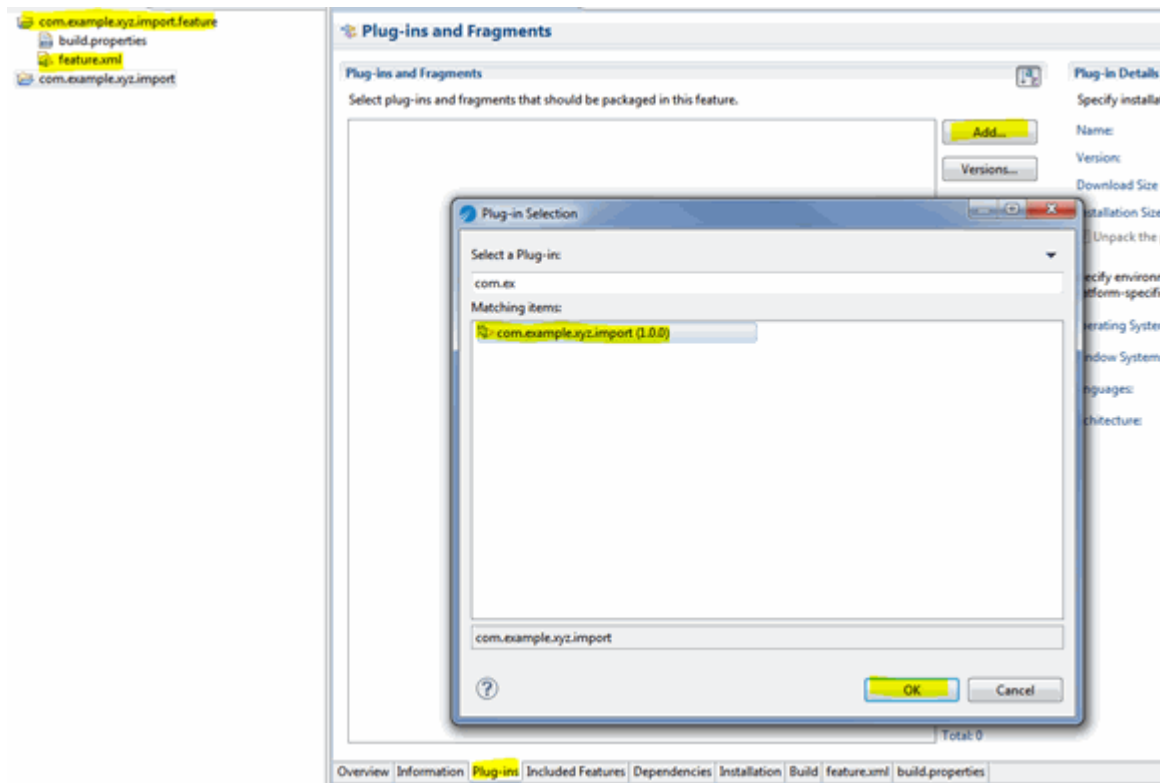 com.example.xyz.import.feature
build.properties
feature.xml
com.example.xyz.import
Plug-ins and Fragments
Plug-ins and Fragments
Select plug-ins and fragments that should be packaged in this feature.
Add...
Versions...
Total: 0
Plug-in Details
Specify installa
Name:
Version:
Download Size
stallation Size
Unpack the
ecify environ
atform-specifi
erating System
ndow System
nguages:
chitecture:
Plug-in Selection
Select a Plug-in:
com.ex
Matching items:
com.example.xyz.import (1.0.0)
com.example.xyz.import
OK
Cancel
Overview Information Plug-ins Included Features Dependencies Installation Build feature.xml build.properties